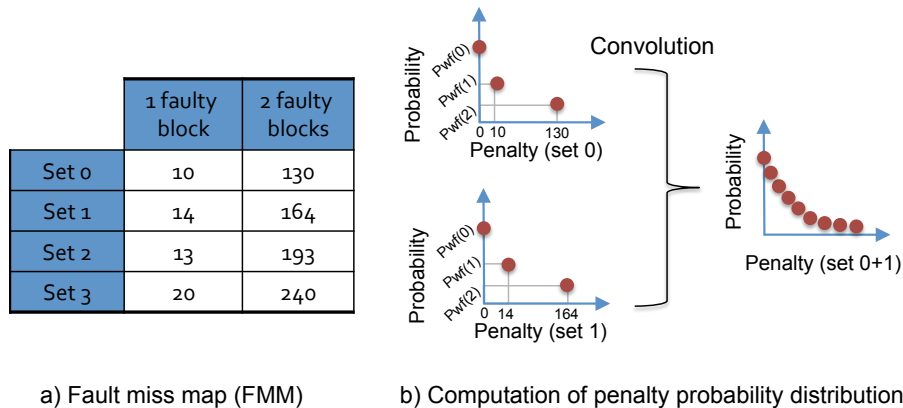 1 faulty block
2 faulty blocks
Set 0 10 130
Set 1 14 164
Set 2 13 193
Set 3 20 240
a) Fault miss map (FMM)
Probability
Pwf(0)
Pwf(1)
Pwf(2)
0 10 130
Penalty (set 0)
Probability
Pwf(0)
Pwf(1)
Pwf(2)
0 14 164
Penalty (set 1)
Convolution
Probability
Penalty (set 0+1)
b) Computation of penalty probability distribution